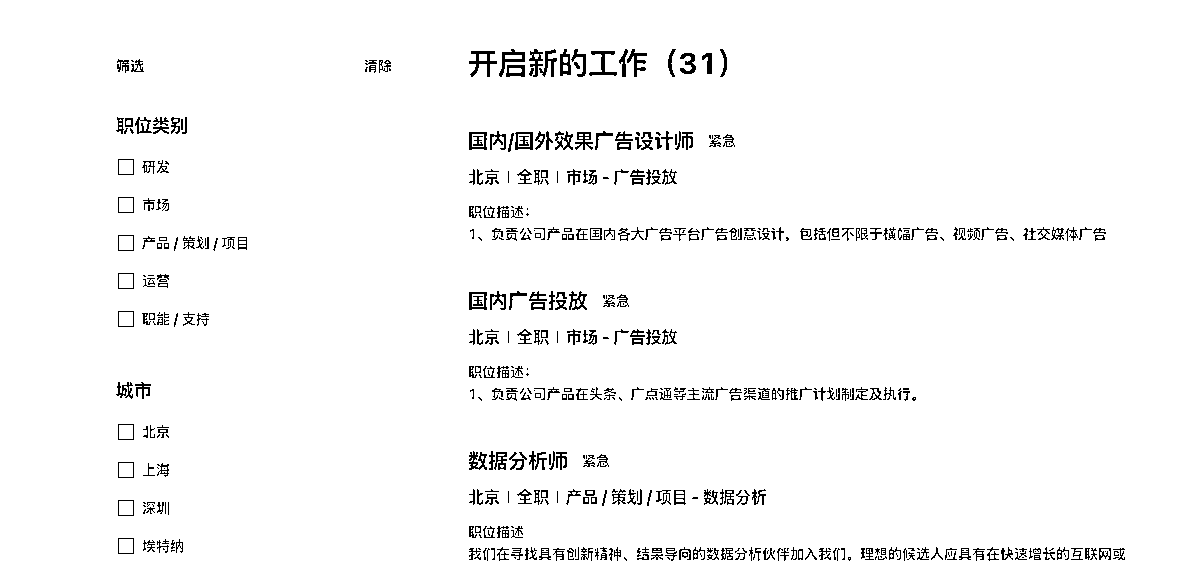 筛选
清除
职位类别
研发
市场
产品 / 策划 / 项目
运营
职能 / 支持
城市
北京
上海
深圳
埃特纳
开启新的工作（31）
国内/国外效果广告设计师 紧急
北京 | 全职 | 市场 - 广告投放
职位描述：
1、负责公司产品在国内各大广告平台广告创意设计，包括但不限于横幅广告、视频广告、社交媒体广告
国内广告投放 紧急
北京 | 全职 | 市场 - 广告投放
职位描述：
1、负责公司产品在头条、广点通等主流广告渠道的推广计划制定及执行。
数据分析师 紧急
北京 | 全职 | 产品 / 策划 / 项目 - 数据分析
职位描述
我们在寻找具有创新精神、结果导向的数据分析伙伴加入我们。理想的候选人应具有在快速增长的互联网或